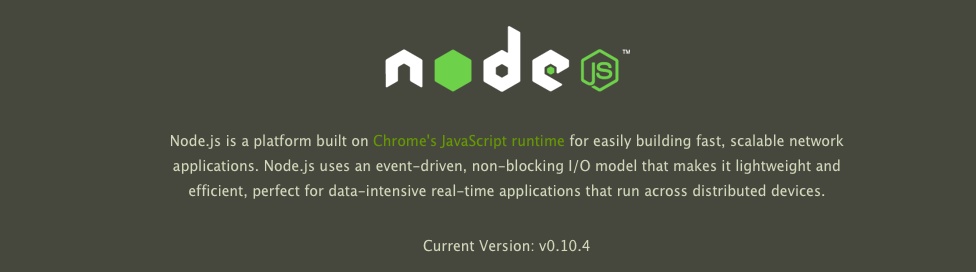 node JS ™
Node.js is a platform built on Chrome's JavaScript runtime for easily building fast, scalable network
applications. Node.js uses an event-driven, non-blocking I/O model that makes it lightweight and
efficient, perfect for data-intensive real-time applications that run across distributed devices.
Current Version: v0.10.4